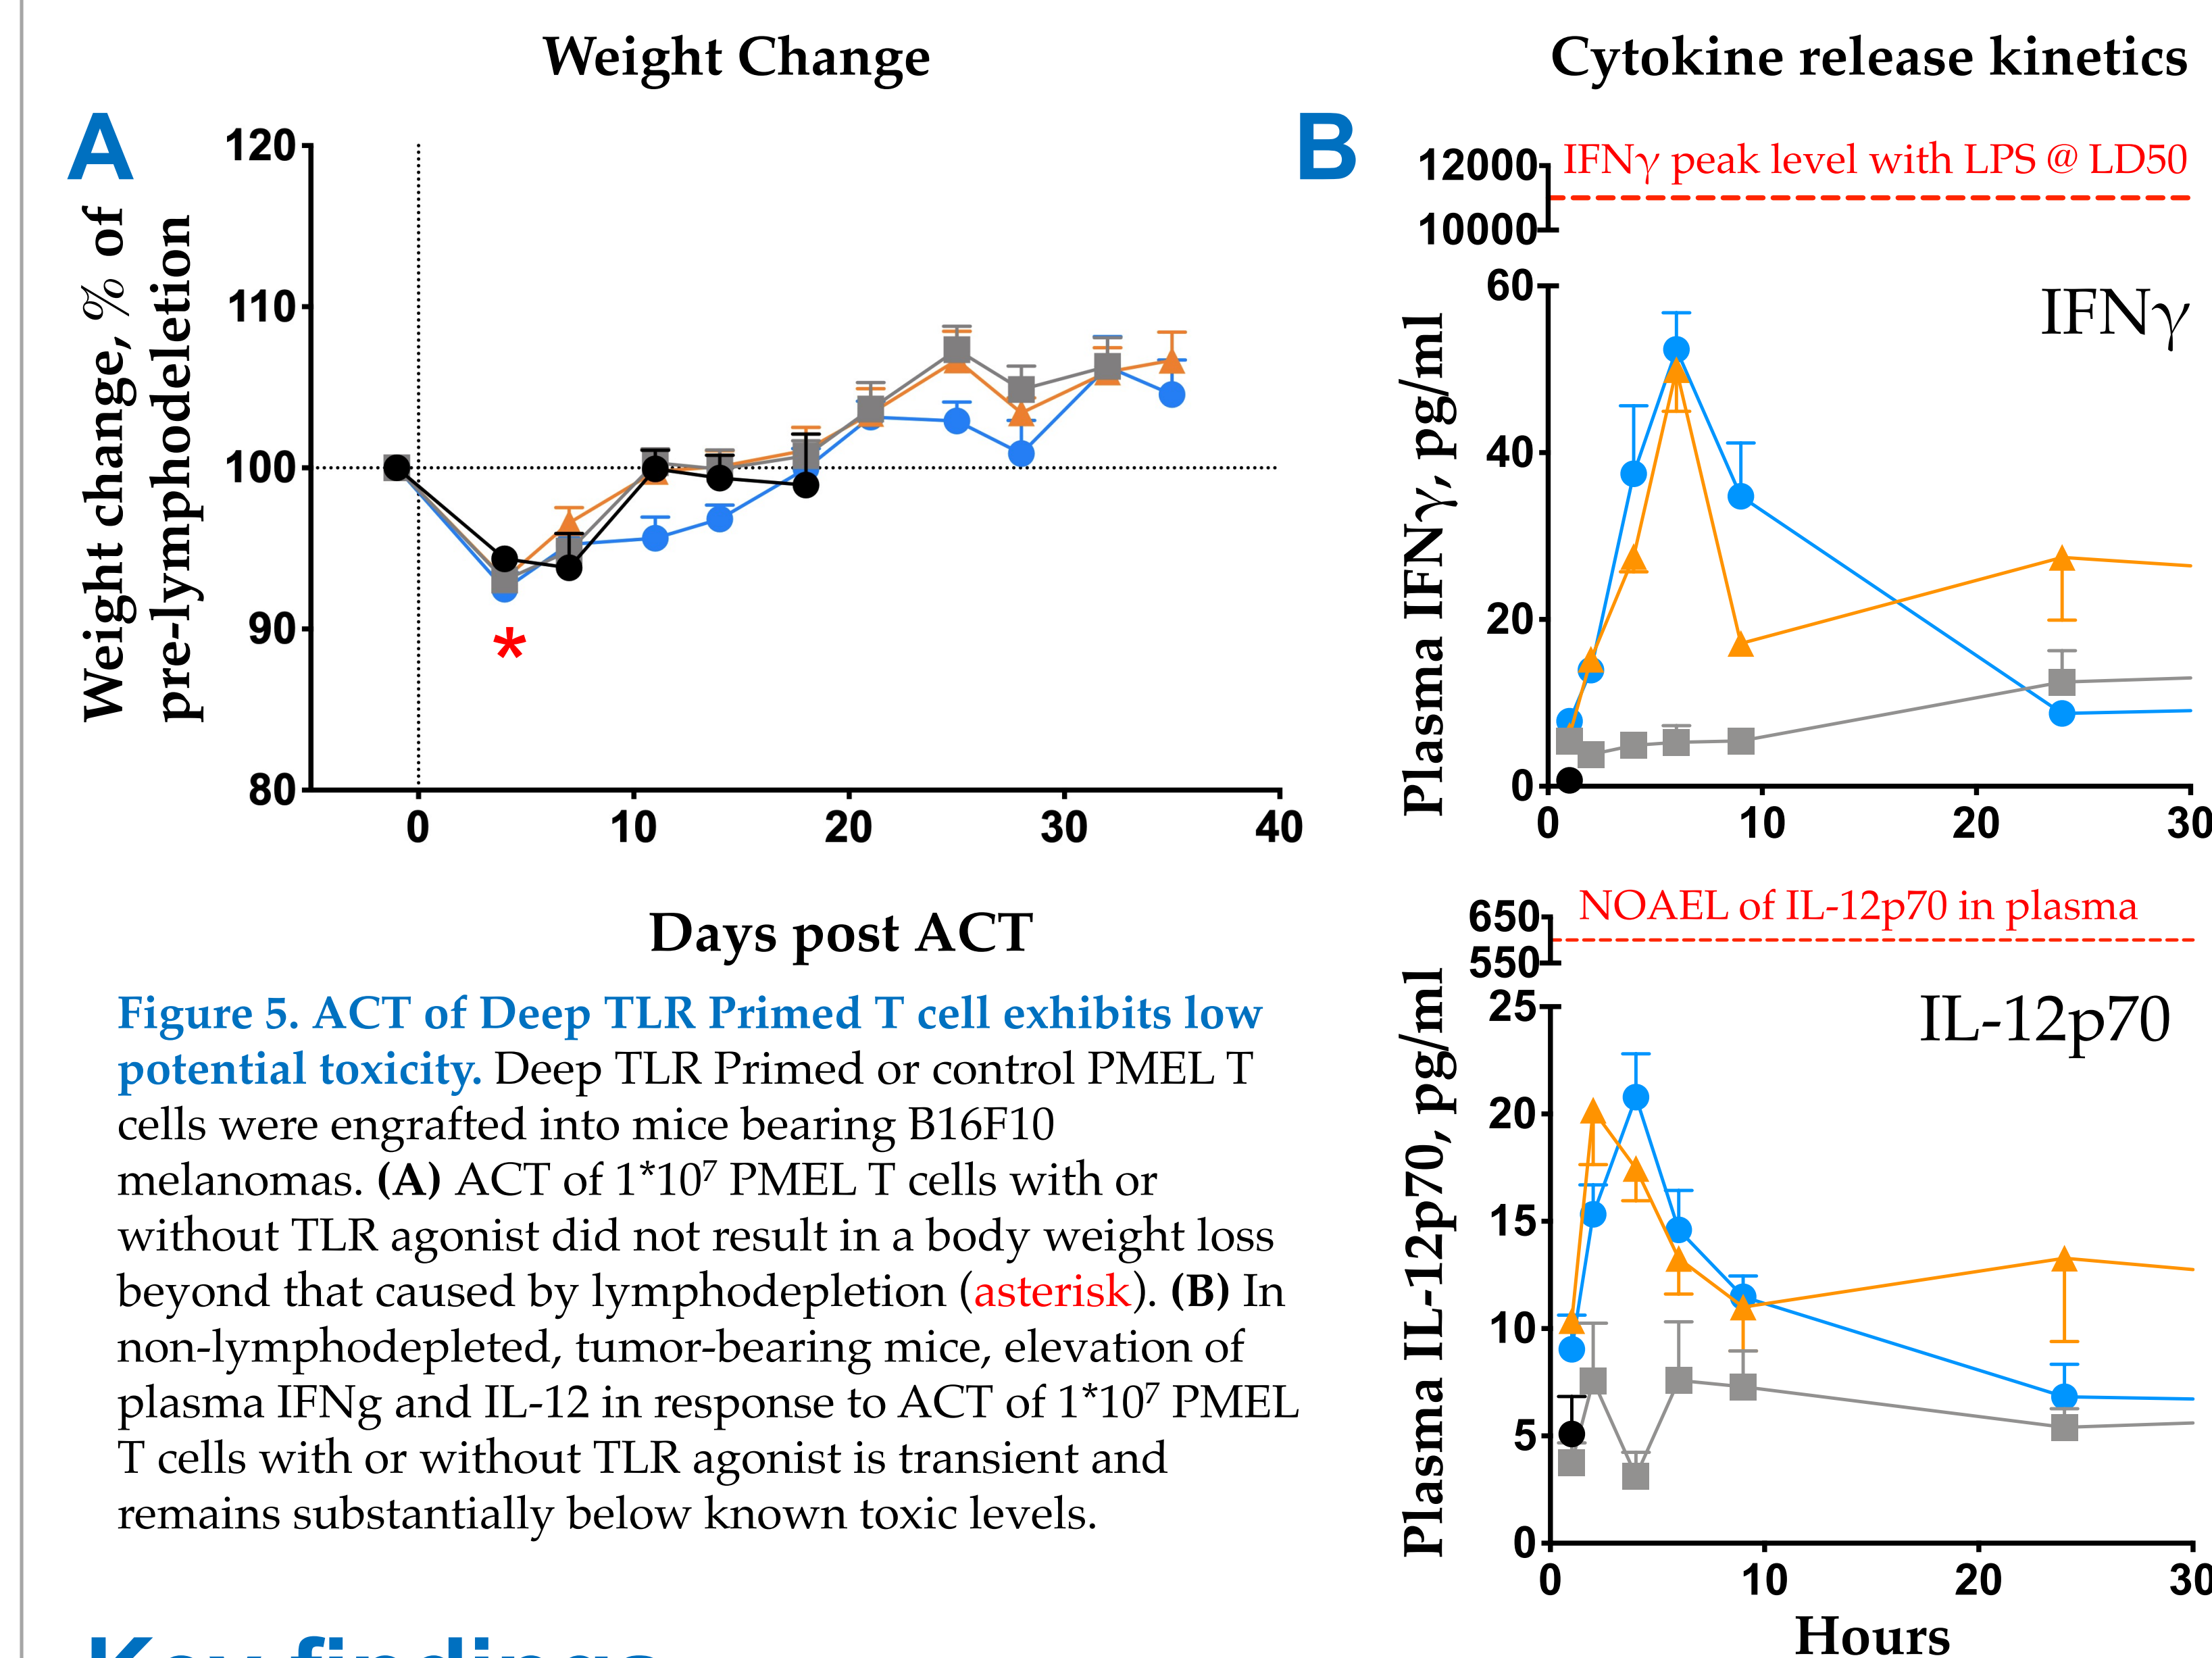 Weight Change
A
120
110
100
90
80
Weight change, % of
pre-lymphodeletion
*
0
10
20
30
40
Days post ACT
Figure 5. ACT of Deep TLR Primed T cell exhibits low
potential toxicity. Deep TLR Primed or control PMEL T
cells were engrafted into mice bearing B16F10
melanomas. (A) ACT of 1*10⁷ PMEL T cells with or
without TLR agonist did not result in a body weight loss
beyond that caused by lymphodepletion (asterisk). (B) In
non-lymphodepleted, tumor-bearing mice, elevation of
plasma IFNg and IL-12 in response to ACT of 1*10⁷ PMEL
T cells with or without TLR agonist is transient and
remains substantially below known toxic levels.
Key findings
Cytokine release kinetics
B
12000
IFNγ peak level with LPS @ LD50
10000
60
IFNγ
40
20
0
Plasma IFNγ, pg/ml
0
10
20
30
650
NOAEL of IL-12p70 in plasma
550
25
IL-12p70
20
15
10
5
0
Plasma IL-12p70, pg/ml
0
10
20
30
Hours